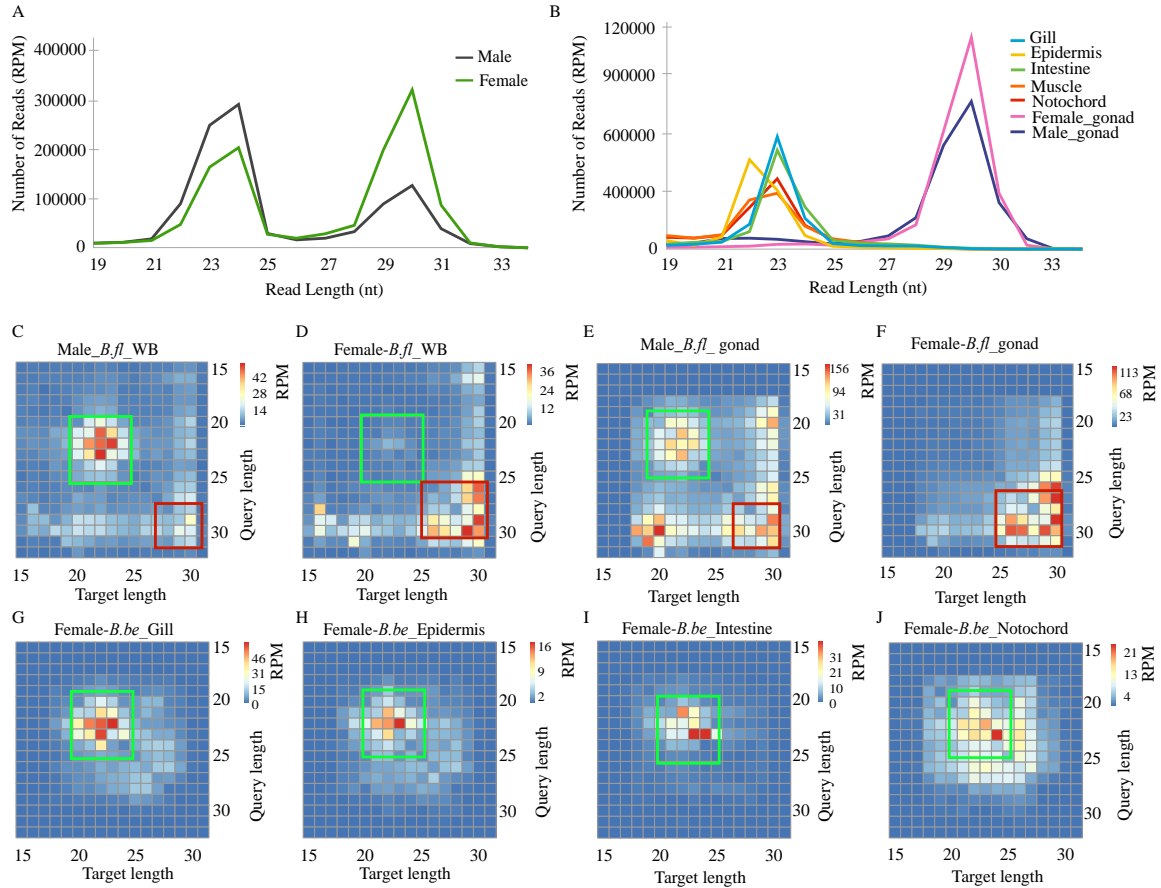 A
Number of Reads (RPM)
400000
300000
200000
100000
0
19 21 23 25 27 29 31 33
Read Length (nt)
Male
Female
B
Number of Reads (RPM)
120000
900000
600000
400000
0
19 21 23 25 27 29 30 33
Read Length (nt)
Gill
Epidermis
Intestine
Muscle
Notochord
Female_gonad
Male_gonad
C
Male_B.fl_WB
15
20
25
30
Query length
42
28
14
RPM
15 20 25 30
Target length
D
Female-B.fl_WB
15
20
25
30
Query length
36
24
12
RPM
15 20 25 30
Target length
E
Male_B.fl_ gonad
15
20
25
30
Query length
156
94
31
RPM
15 20 25 30
Target length
F
Female-B.fl_gonad
15
20
25
30
Query length
113
68
23
RPM
15 20 25 30
Target length
G
Female-B.be_Gill
15
20
25
30
Query length
46
31
15
0
RPM
15 20 25 30
Target length
H
Female-B.be_Epidermis
15
20
25
30
Query length
16
9
2
RPM
15 20 25 30
Target length
I
Female-B.be_Intestine
15
20
25
30
Query length
31
21
10
0
RPM
15 20 25 30
Target length
J
Female-B.be_Notochord
15
20
25
30
Query length
21
13
4
RPM
15 20 25 30
Target length